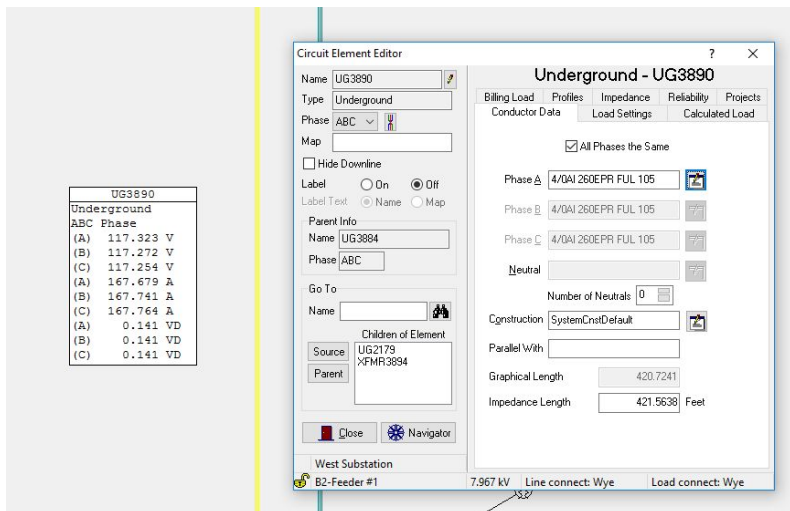 UG3890
Underground
ABC Phase
(A) 117.323 V
(B) 117.272 V
(C) 117.254 V
(A) 167.679 A
(B) 167.741 A
(C) 167.764 A
(A) 0.141 VD
(B) 0.141 VD
(C) 0.141 VD
Circuit Element Editor ? X
Name UG3890
Type Underground
Phase ABC
Map
Hide Downline
Label On Off
Label Text Name Map
Parent Info
Name UG3884
Phase ABC
Go To
Name
Children of Element
Source
Parent
UG2179
XFMR3894
Close Navigator
West Substation
Underground - UG3890
Billing Load Profiles Impedance Reliability Projects
Conductor Data Load Settings Calculated Load
All Phases the Same
Phase A 4/0Al 260EPR FUL 105
Phase B 4/0Al 260EPR FUL 105
Phase C 4/0Al 260EPR FUL 105
Neutral
Number of Neutrals 0
Construction SystemCnstDefault
Parallel With
Graphical Length 420.7241
Impedance Length 421.5638 Feet
B2-Feeder #1 7.967 kV Line connect: Wye Load connect: Wye